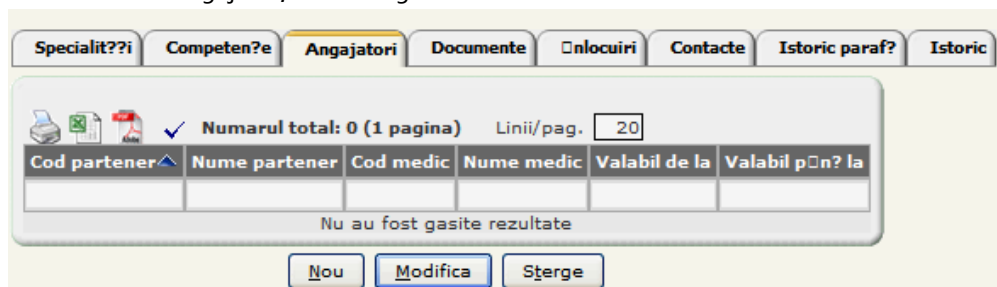 Specialit??i Competen?e Angajatori Documente □nlocuiri Contacte Istoric paraf? Istoric
Numarul total: 0 (1 pagina) Linii/pag. 20
Cod partener Nume partener Cod medic Nume medic Valabil de la Valabil p□n? la
Nu au fost gasite rezultate
Nou Modifica Sterge